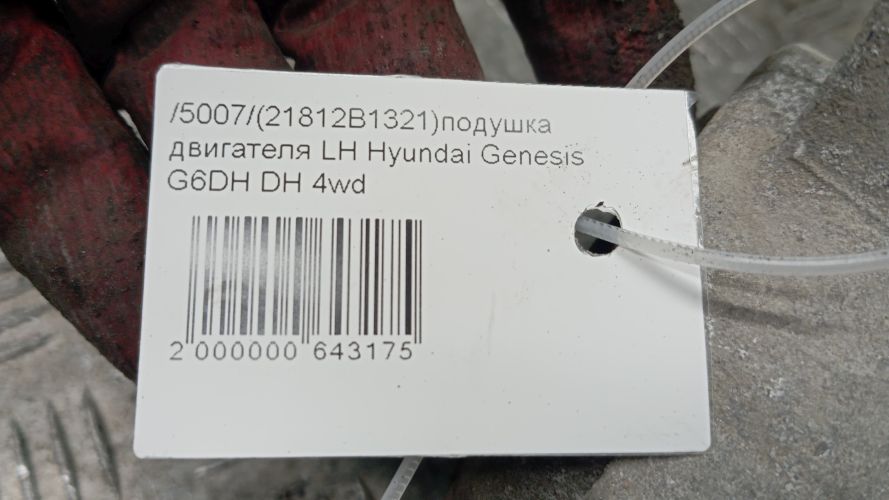 /5007/(21812B1321)подушка
двигателя LH Hyundai Genesis
G6DH DH 4wd
2 000000 643175